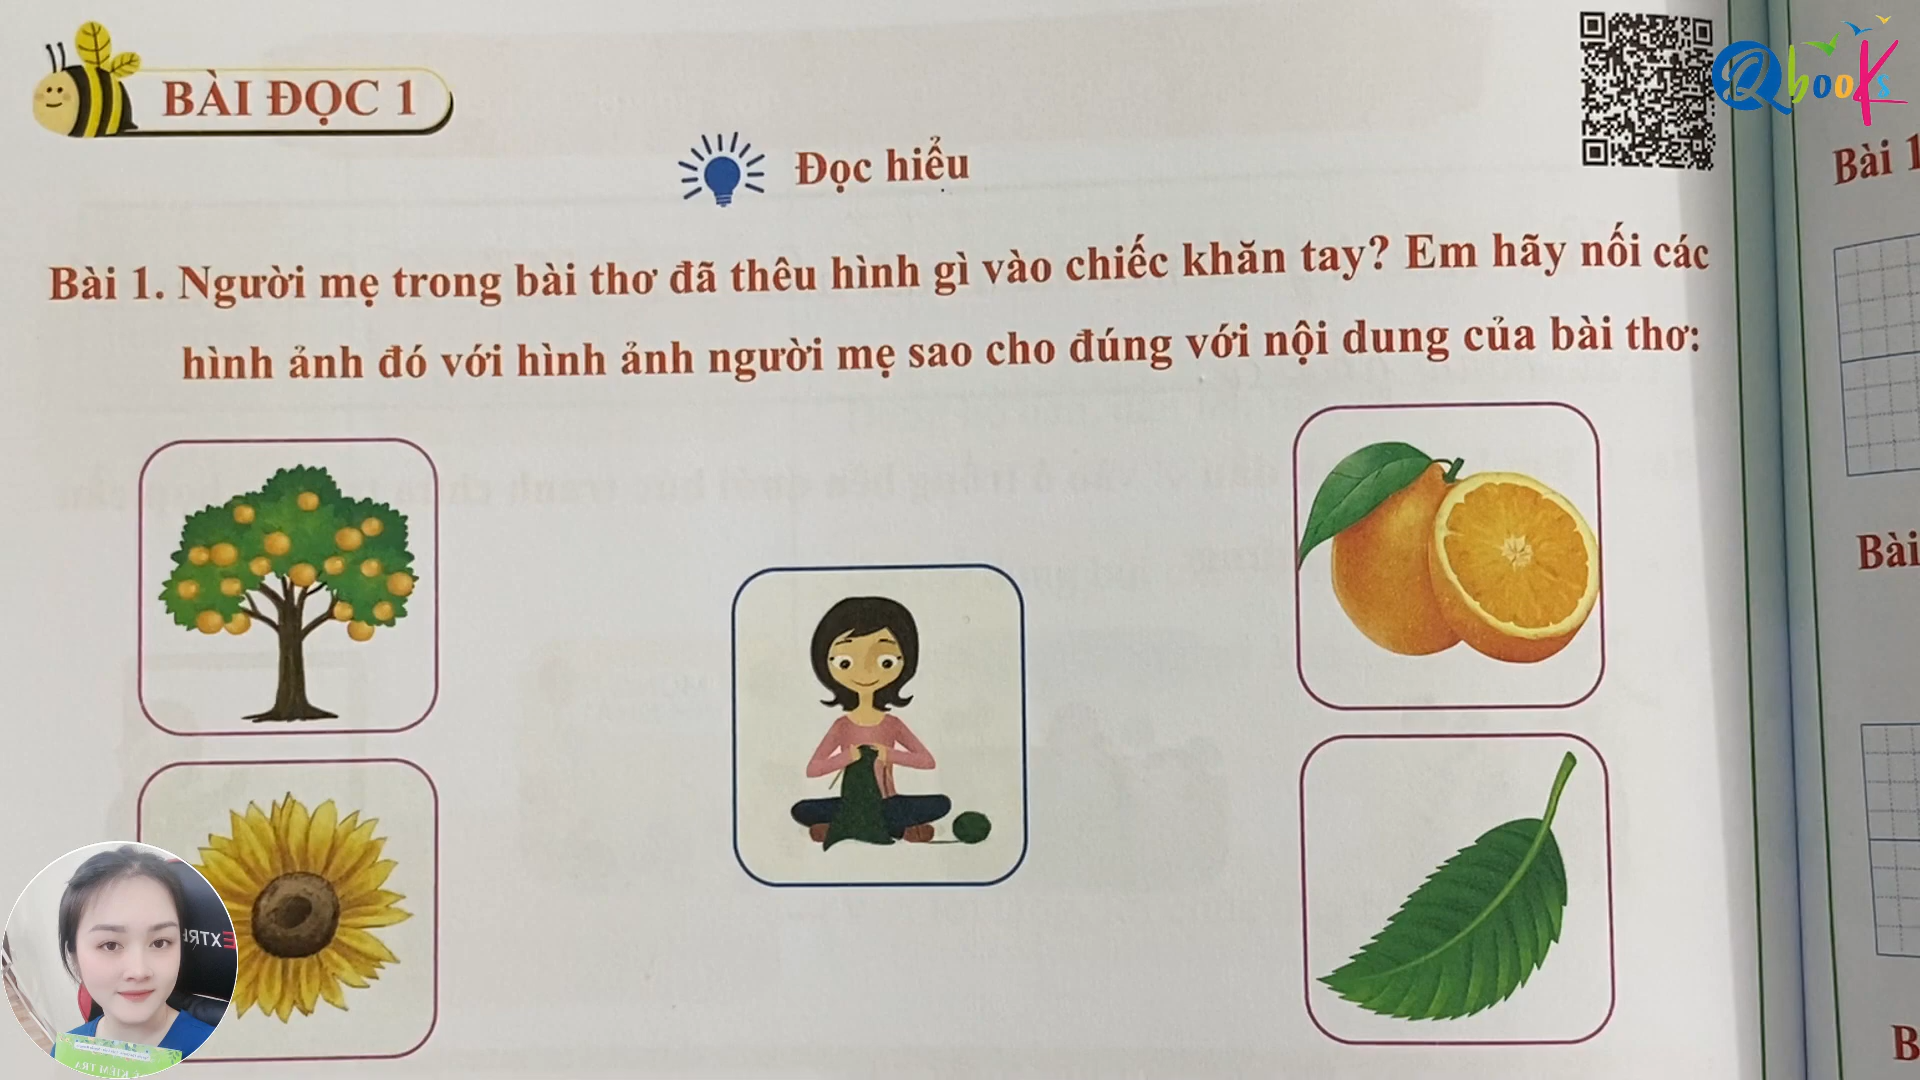 BÀI ĐỌC 1
Qbooks
Đọc hiểu
Bài 1. Người mẹ trong bài thơ đã thêu hình gì vào chiếc khăn tay? Em hãy nối các
hình ảnh đó với hình ảnh người mẹ sao cho đúng với nội dung của bài thơ:
Bài 1
Bài
B